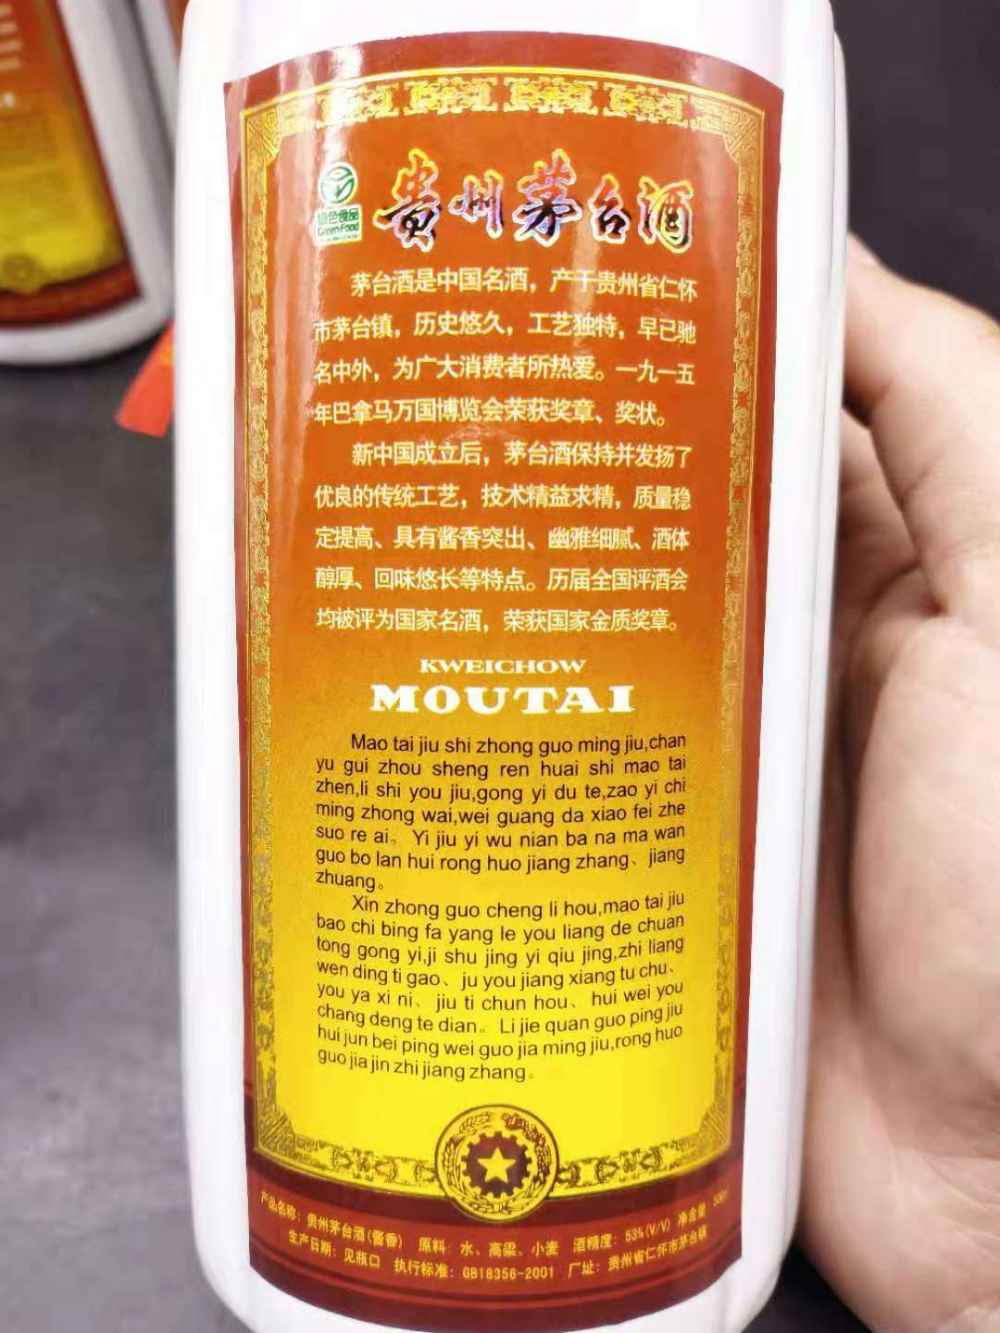 绿色食品
GreenFood
贵州茅台酒
茅台酒是中国名酒，产于贵州省仁怀
市茅台镇，历史悠久，工艺独特，早已驰
名中外，为广大消费者所热爱。一九一五
年巴拿马万国博览会荣获奖章、奖状。
新中国成立后，茅台酒保持并发扬了
优良的传统工艺，技术精益求精，质量稳
定提高、具有酱香突出、幽雅细腻、酒体
醇厚、回味悠长等特点。历届全国评酒会
均被评为国家名酒，荣获国家金质奖章。
KWEICHOW
MOUTAI
Mao tai jiu shi zhong guo ming jiu,chan
yu gui zhou sheng ren huai shi mao tai
zhen,li shi you jiu,gong yi du te,zao yi chi
ming zhong wai,wei guang da xiao fei zhe
suo re ai。Yi jiu yi wu nian ba na ma wan
guo bo lan hui rong huo jiang zhang、jiang
zhuang。
Xin zhong guo cheng li hou,mao tai jiu
bao chi bing fa yang le you liang de chuan
tong gong yi,ji shu jing yi qiu jing,zhi liang
wen ding ti gao、ju you jiang xiang tu chu、
you ya xi ni、jiu ti chun hou、hui wei you
chang deng te dian。Li jie quan guo ping jiu
hui jun bei ping wei guo jia ming jiu,rong huo
guo jia jin zhi jiang zhang。
产品名称：贵州茅台酒(酱香) 原料：水、高粱、小麦 酒精度：53%(V/V) 净含量：500ml
生产日期：见瓶口 执行标准：GB18356-2001 厂址：贵州省仁怀市茅台镇